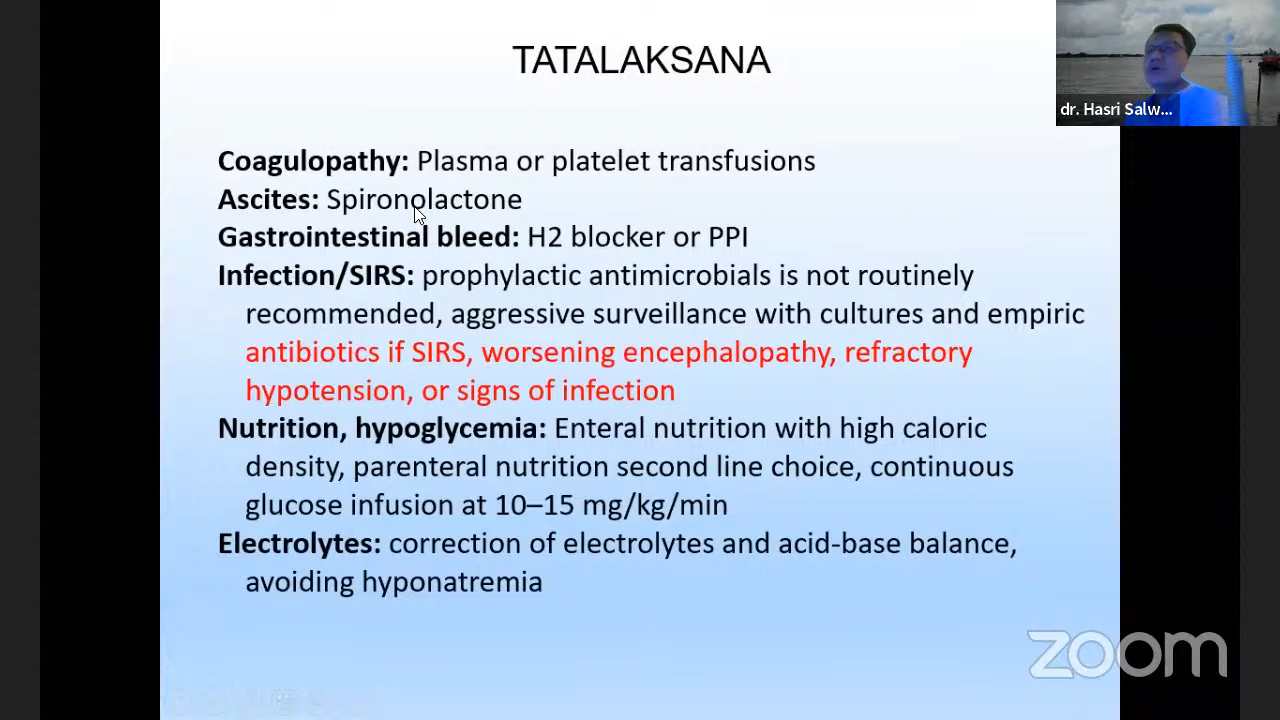 TATALAKSANA
dr. Hasri Salw...
Coagulopathy: Plasma or platelet transfusions
Ascites: Spironolactone
Gastrointestinal bleed: H2 blocker or PPI
Infection/SIRS: prophylactic antimicrobials is not routinely
recommended, aggressive surveillance with cultures and empiric
antibiotics if SIRS, worsening encephalopathy, refractory
hypotension, or signs of infection
Nutrition, hypoglycemia: Enteral nutrition with high caloric
density, parenteral nutrition second line choice, continuous
glucose infusion at 10–15 mg/kg/min
Electrolytes: correction of electrolytes and acid-base balance,
avoiding hyponatremia
zoom